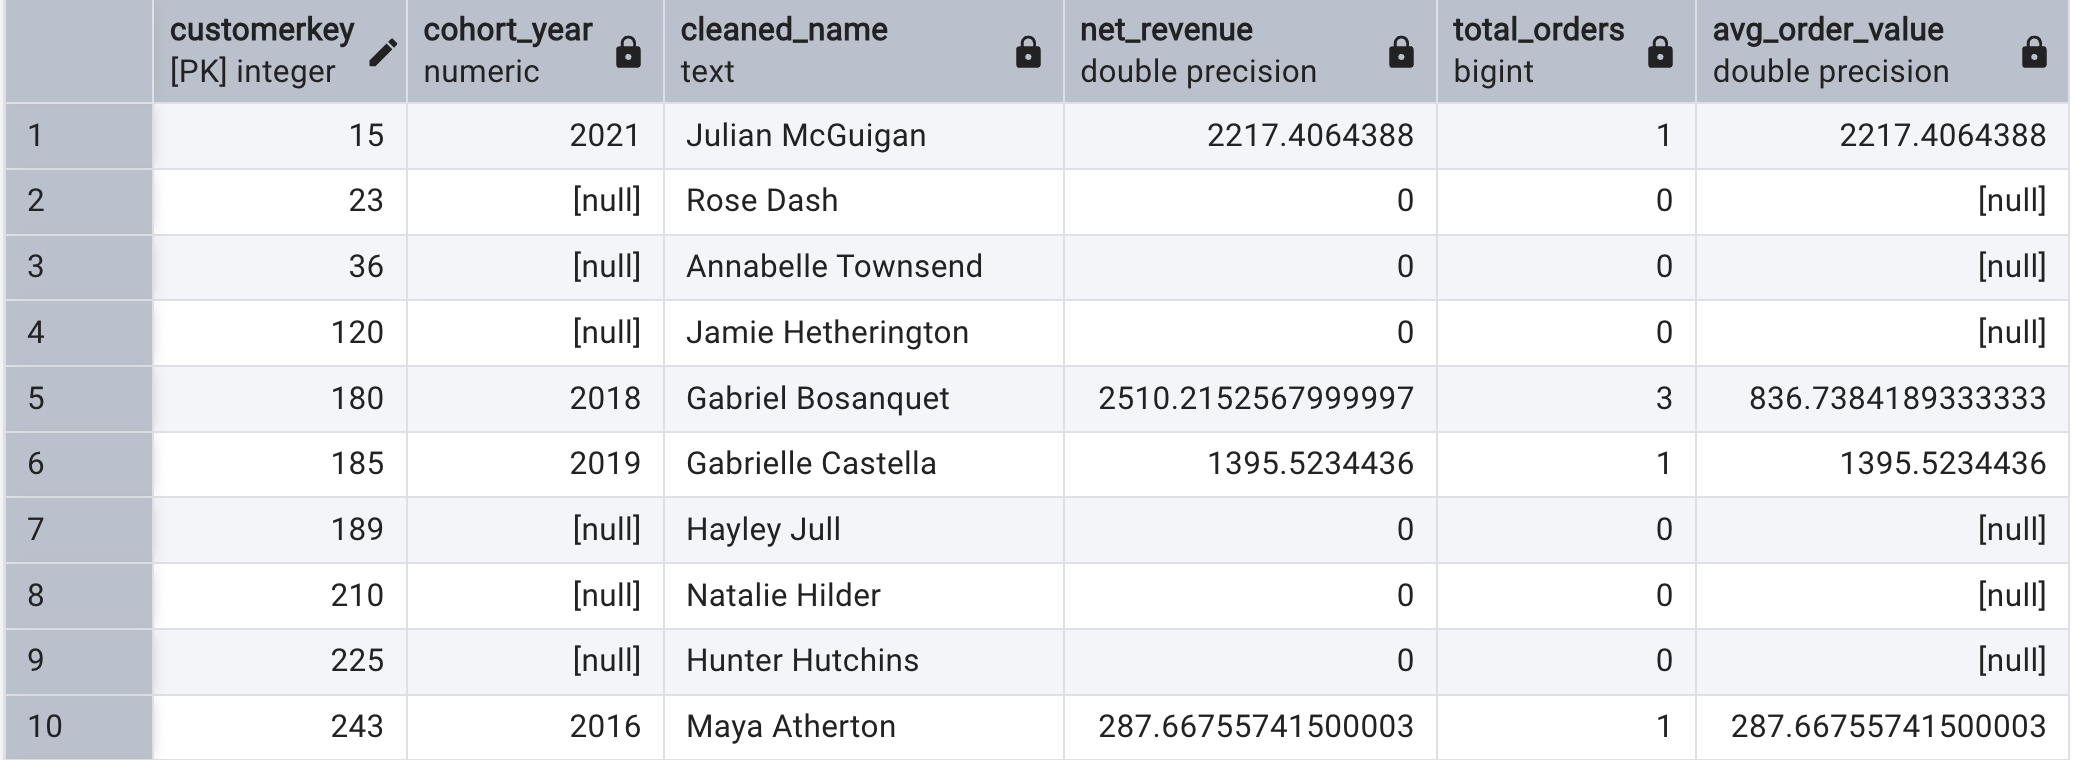 customerkey cohort_year cleaned_name net_revenue total_orders avg_order_value
[PK] integer numeric text double precision bigint double precision
1 15 2021 Julian McGuigan 2217.4064388 1 2217.4064388
2 23 [null] Rose Dash 0 0 [null]
3 36 [null] Annabelle Townsend 0 0 [null]
4 120 [null] Jamie Hetherington 0 0 [null]
5 180 2018 Gabriel Bosanquet 2510.2152567999997 3 836.7384189333333
6 185 2019 Gabrielle Castella 1395.5234436 1 1395.5234436
7 189 [null] Hayley Jull 0 0 [null]
8 210 [null] Natalie Hilder 0 0 [null]
9 225 [null] Hunter Hutchins 0 0 [null]
10 243 2016 Maya Atherton 287.66755741500003 1 287.66755741500003